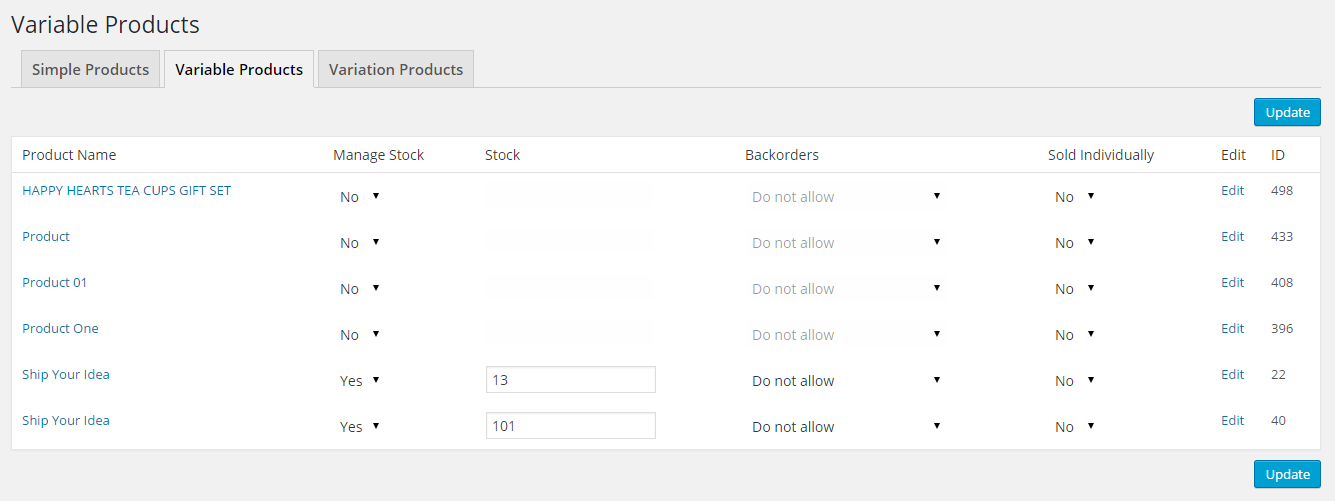 Variable Products
Simple Products Variable Products Variation Products
Update
Product Name Manage Stock Stock Backorders Sold Individually Edit ID
HAPPY HEARTS TEA CUPS GIFT SET No Do not allow No Edit 498
Product No Do not allow No Edit 433
Product 01 No Do not allow No Edit 408
Product One No Do not allow No Edit 396
Ship Your Idea Yes 13 Do not allow No Edit 22
Ship Your Idea Yes 101 Do not allow No Edit 40
Update